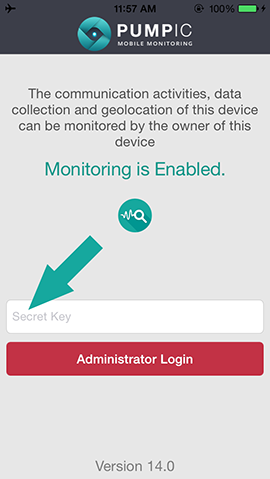 11:57 AM
100%
PUMPIC
MOBILE MONITORING
The communication activities, data
collection and geolocation of this device
can be monitored by the owner of this
device
Monitoring is Enabled.
Secret Key
Administrator Login
Version 14.0